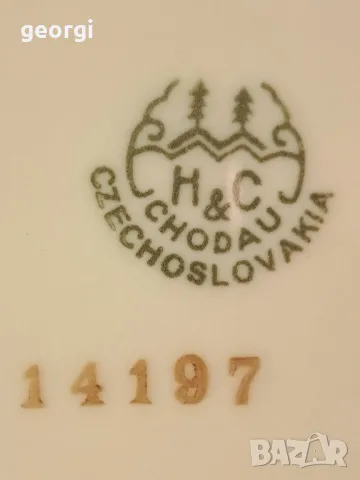 georgi
H & C
CHODAU
CZECHOSLOVAKIA
14197
BAZAR